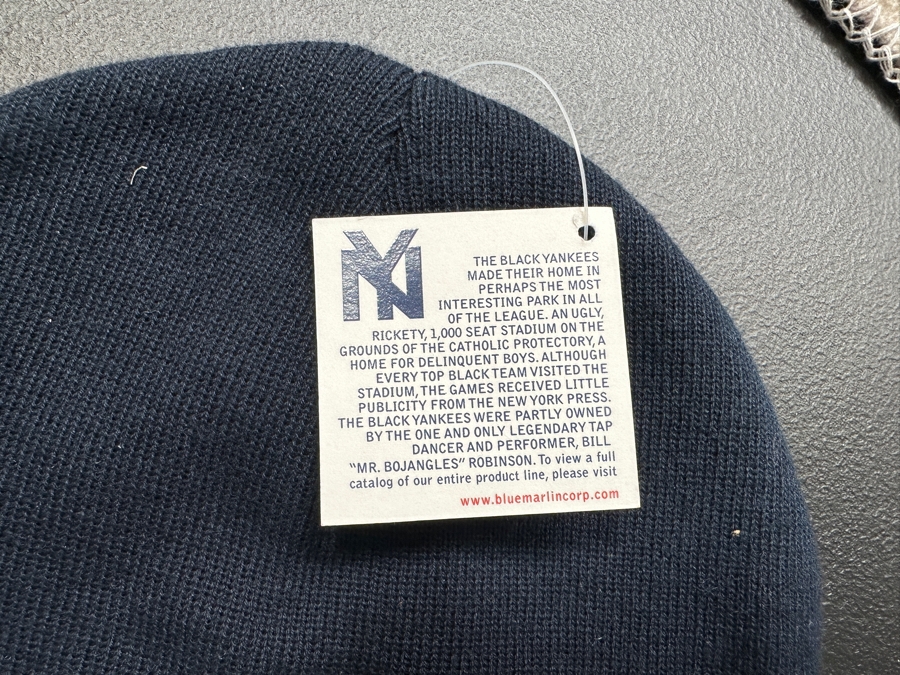 NY
THE BLACK YANKEES
MADE THEIR HOME IN
PERHAPS THE MOST
INTERESTING PARK IN ALL
OF THE LEAGUE. AN UGLY,
RICKETY, 1,000 SEAT STADIUM ON THE
GROUNDS OF THE CATHOLIC PROTECTORY, A
HOME FOR DELINQUENT BOYS. ALTHOUGH
EVERY TOP BLACK TEAM VISITED THE
STADIUM, THE GAMES RECEIVED LITTLE
PUBLICITY FROM THE NEW YORK PRESS.
THE BLACK YANKEES WERE PARTLY OWNED
BY THE ONE AND ONLY LEGENDARY TAP
DANCER AND PERFORMER, BILL
“MR. BOJANGLES” ROBINSON. To view a full
catalog of our entire product line, please visit
www.bluemarlincorp.com